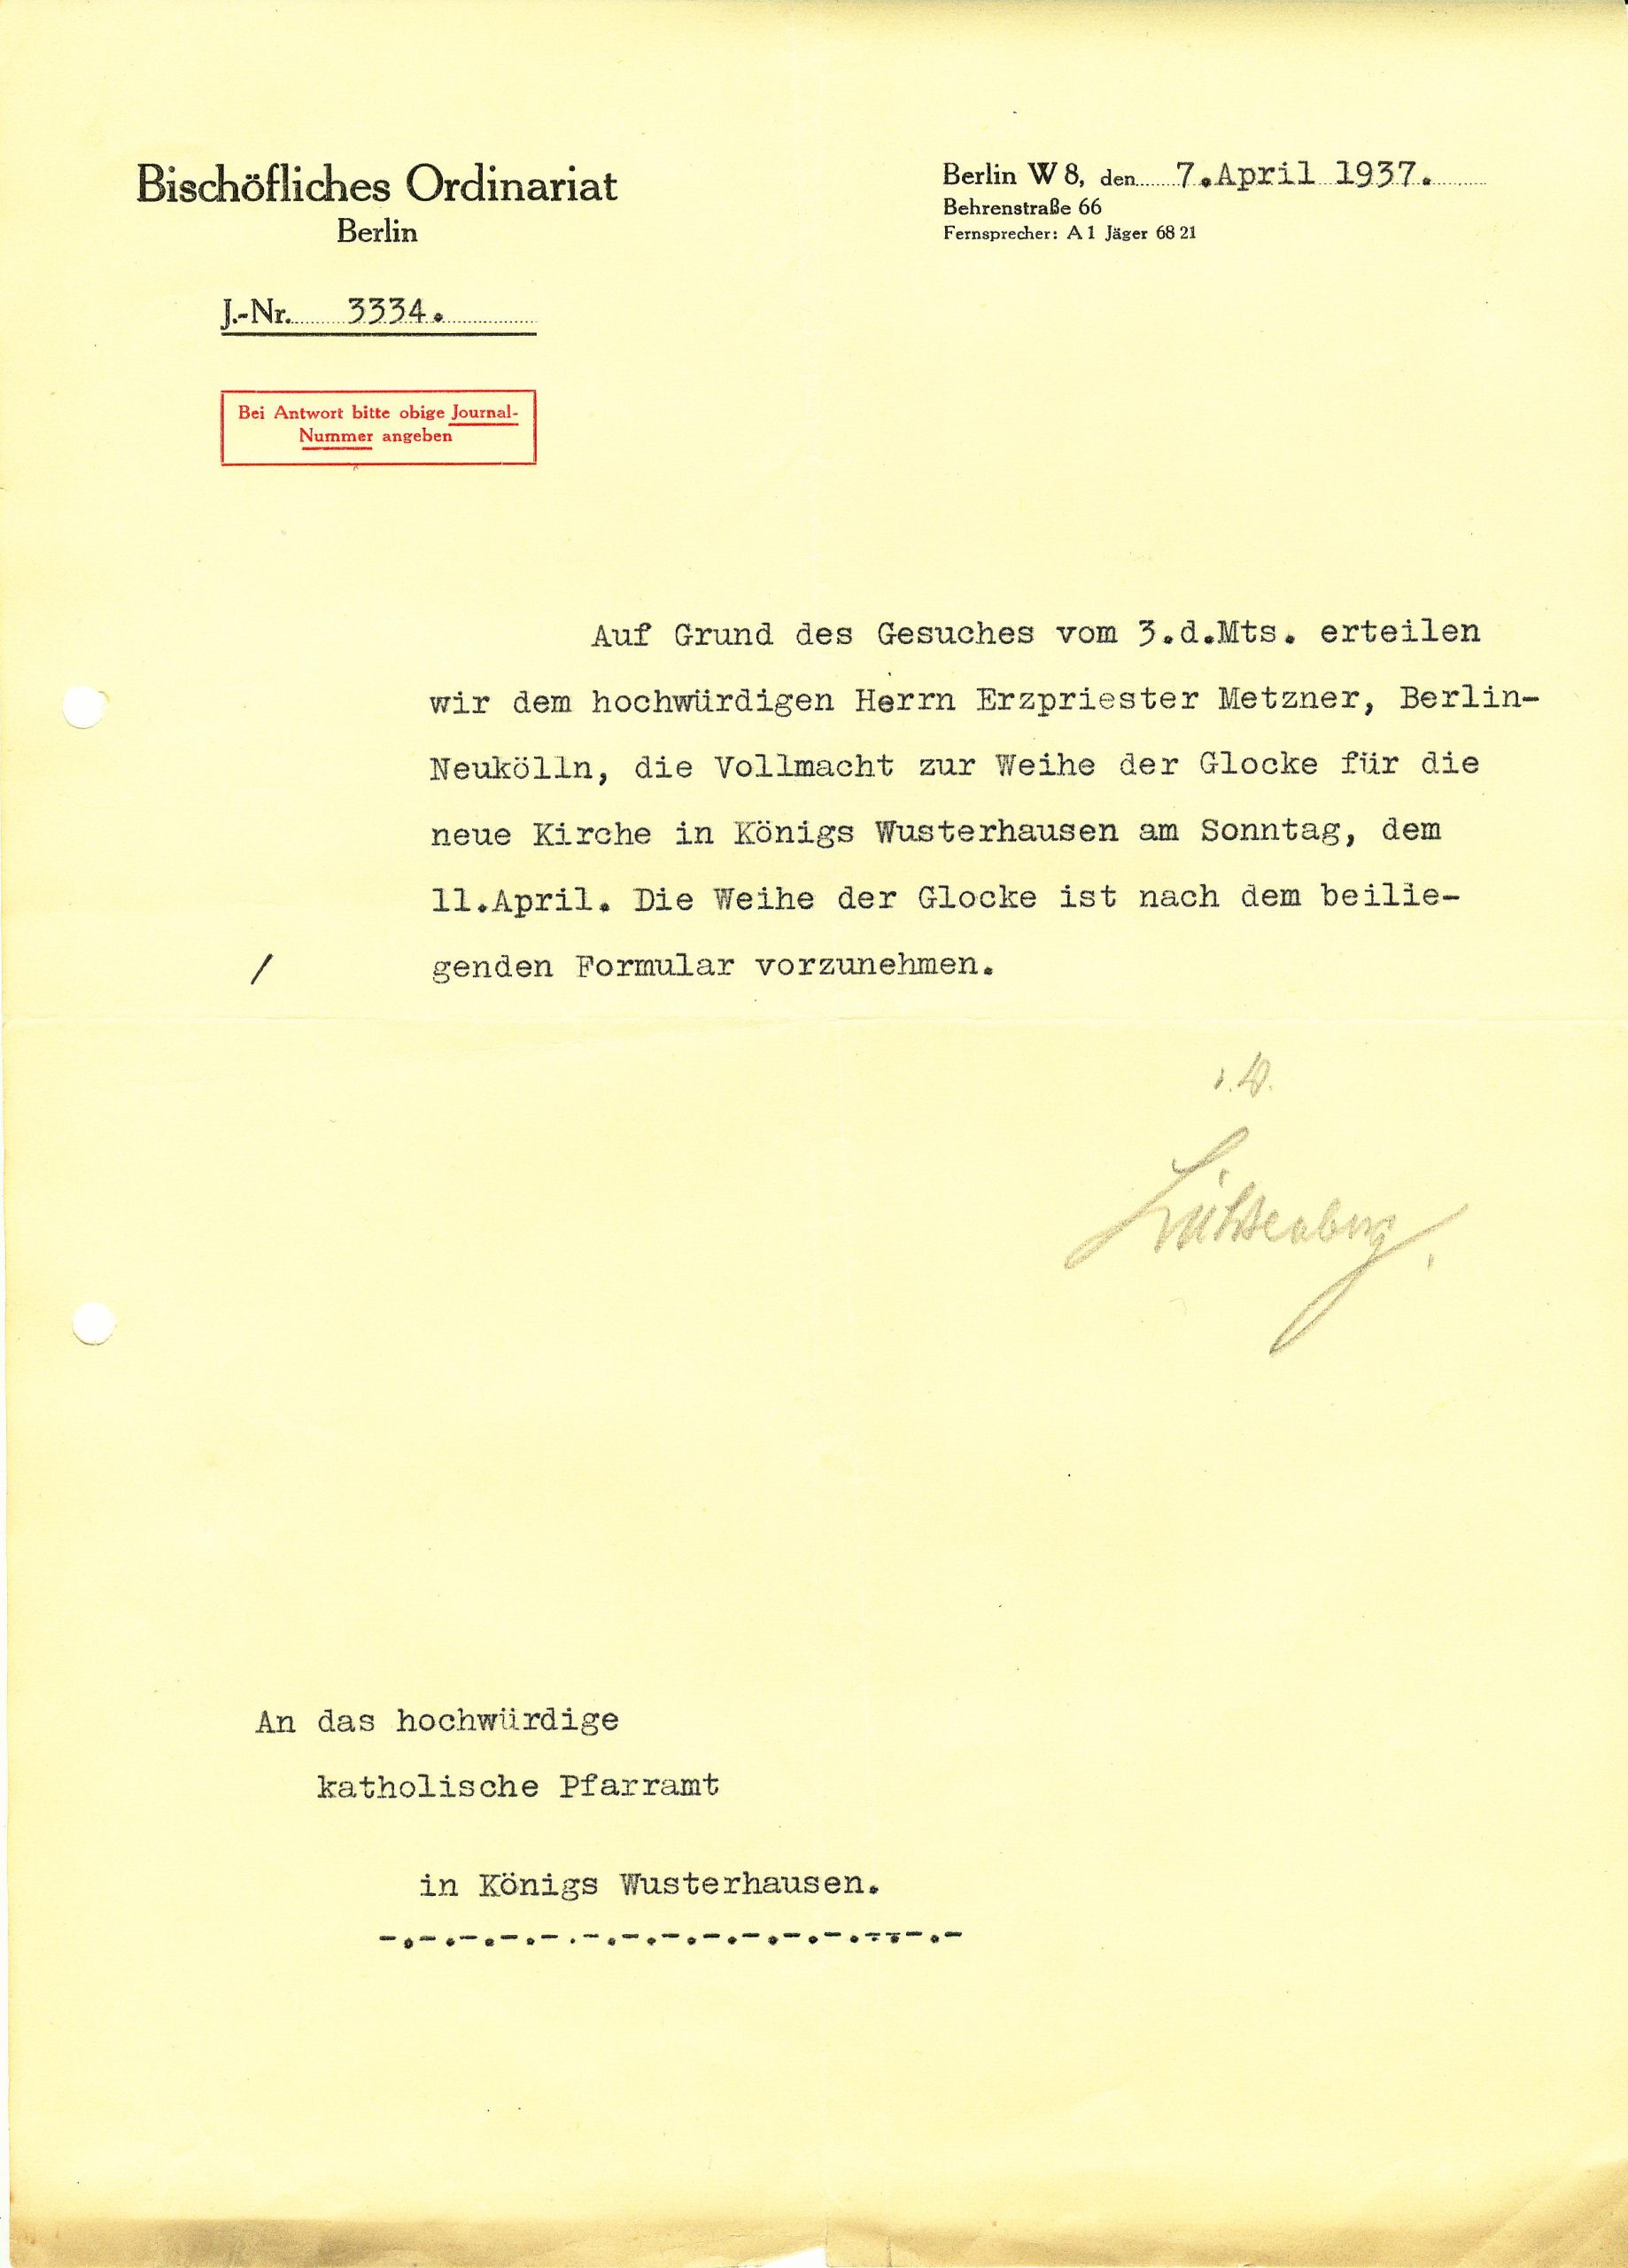 Bischöfliches Ordinariat
Berlin
Berlin W 8, den 7.April 1937.
Behrenstraße 66
Fernsprecher: A 1 Jäger 68 21
J.-Nr. 3334.
Bei Antwort bitte obige Journal-
Nummer angeben
Auf Grund des Gesuches vom 3.d.Mts. erteilen
wir dem hochwürdigen Herrn Erzpriester Metzner, Berlin-
Neukölln, die Vollmacht zur Weihe der Glocke für die
neue Kirche in Königs Wusterhausen am Sonntag, dem
11.April. Die Weihe der Glocke ist nach dem beilie-
/ genden Formular vorzunehmen.
Lichtenberg.
An das hochwürdige
katholische Pfarramt
in Königs Wusterhausen.